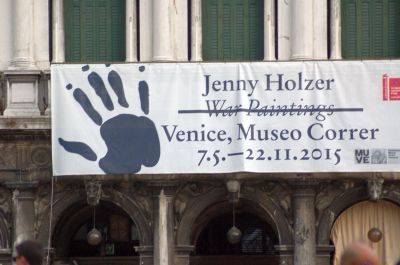 Jenny Holzer
War Paintings
Venice, Museo Correr
7.5.—22.11.2015
MUVE